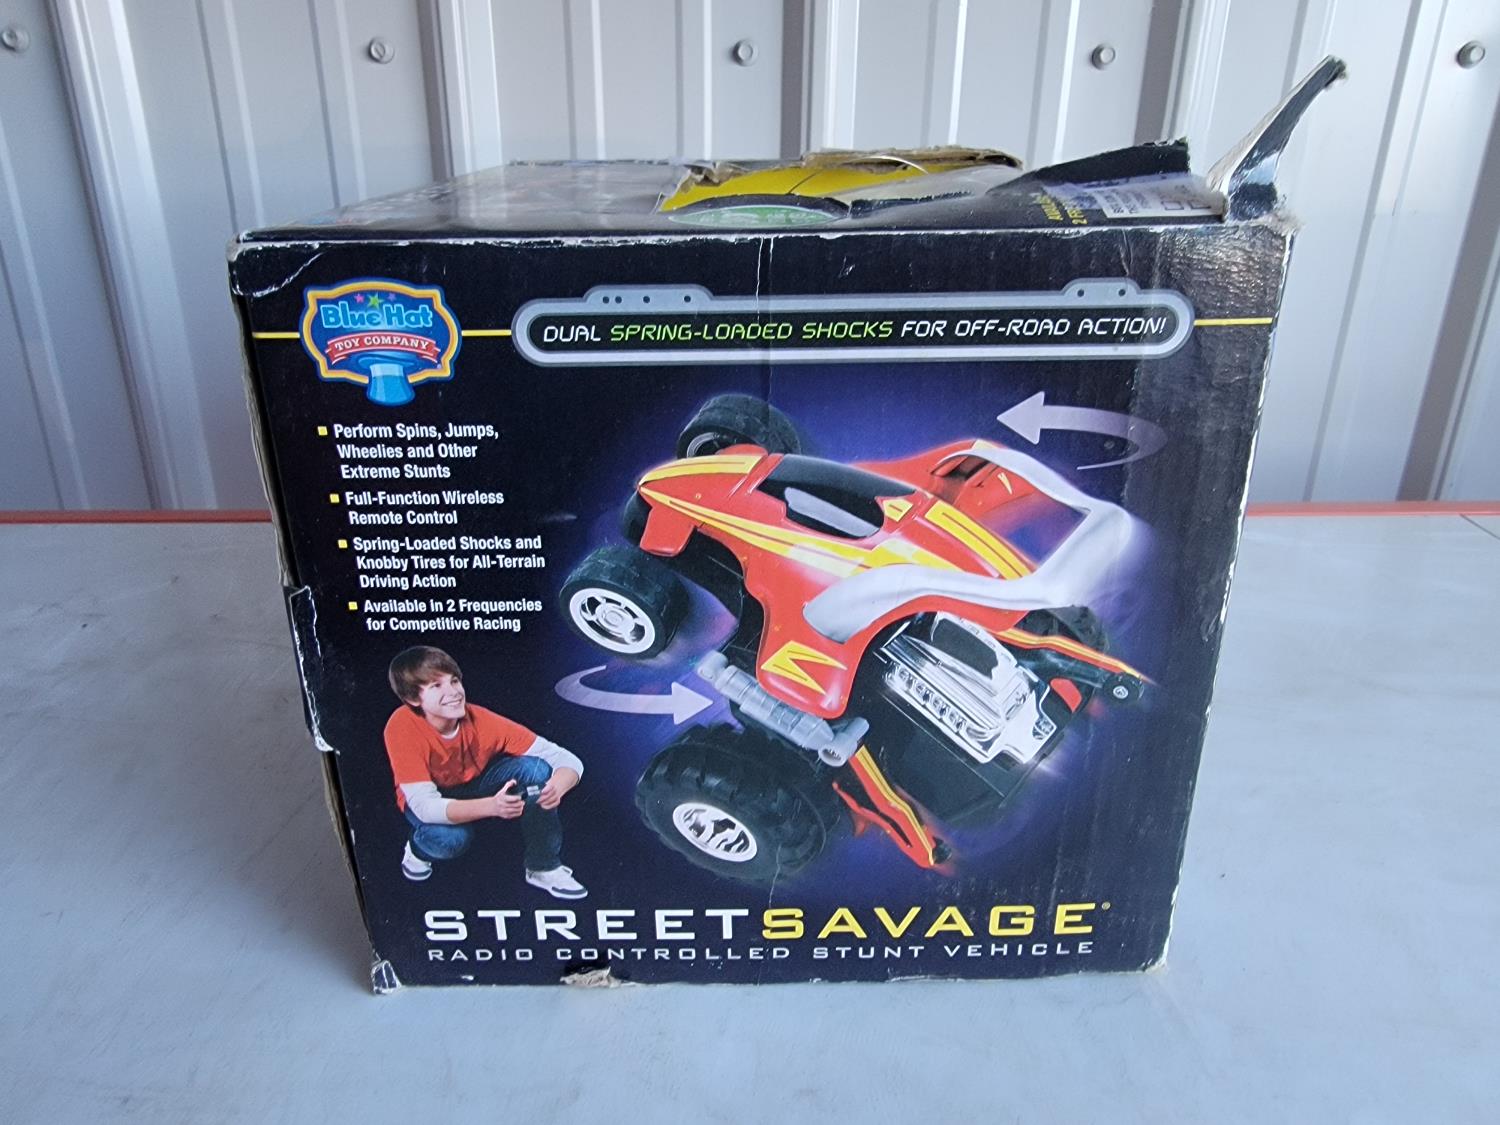 Blue Hat
TOY COMPANY
DUAL SPRING-LOADED SHOCKS FOR OFF-ROAD ACTION!
Perform Spins, Jumps,
Wheelies and Other
Extreme Stunts
Full-Function Wireless
Remote Control
Spring-Loaded Shocks and
Knobby Tires for All-Terrain
Driving Action
Available in 2 Frequencies
for Competitive Racing
STREETSAVAGE®
RADIO CONTROLLED STUNT VEHICLE